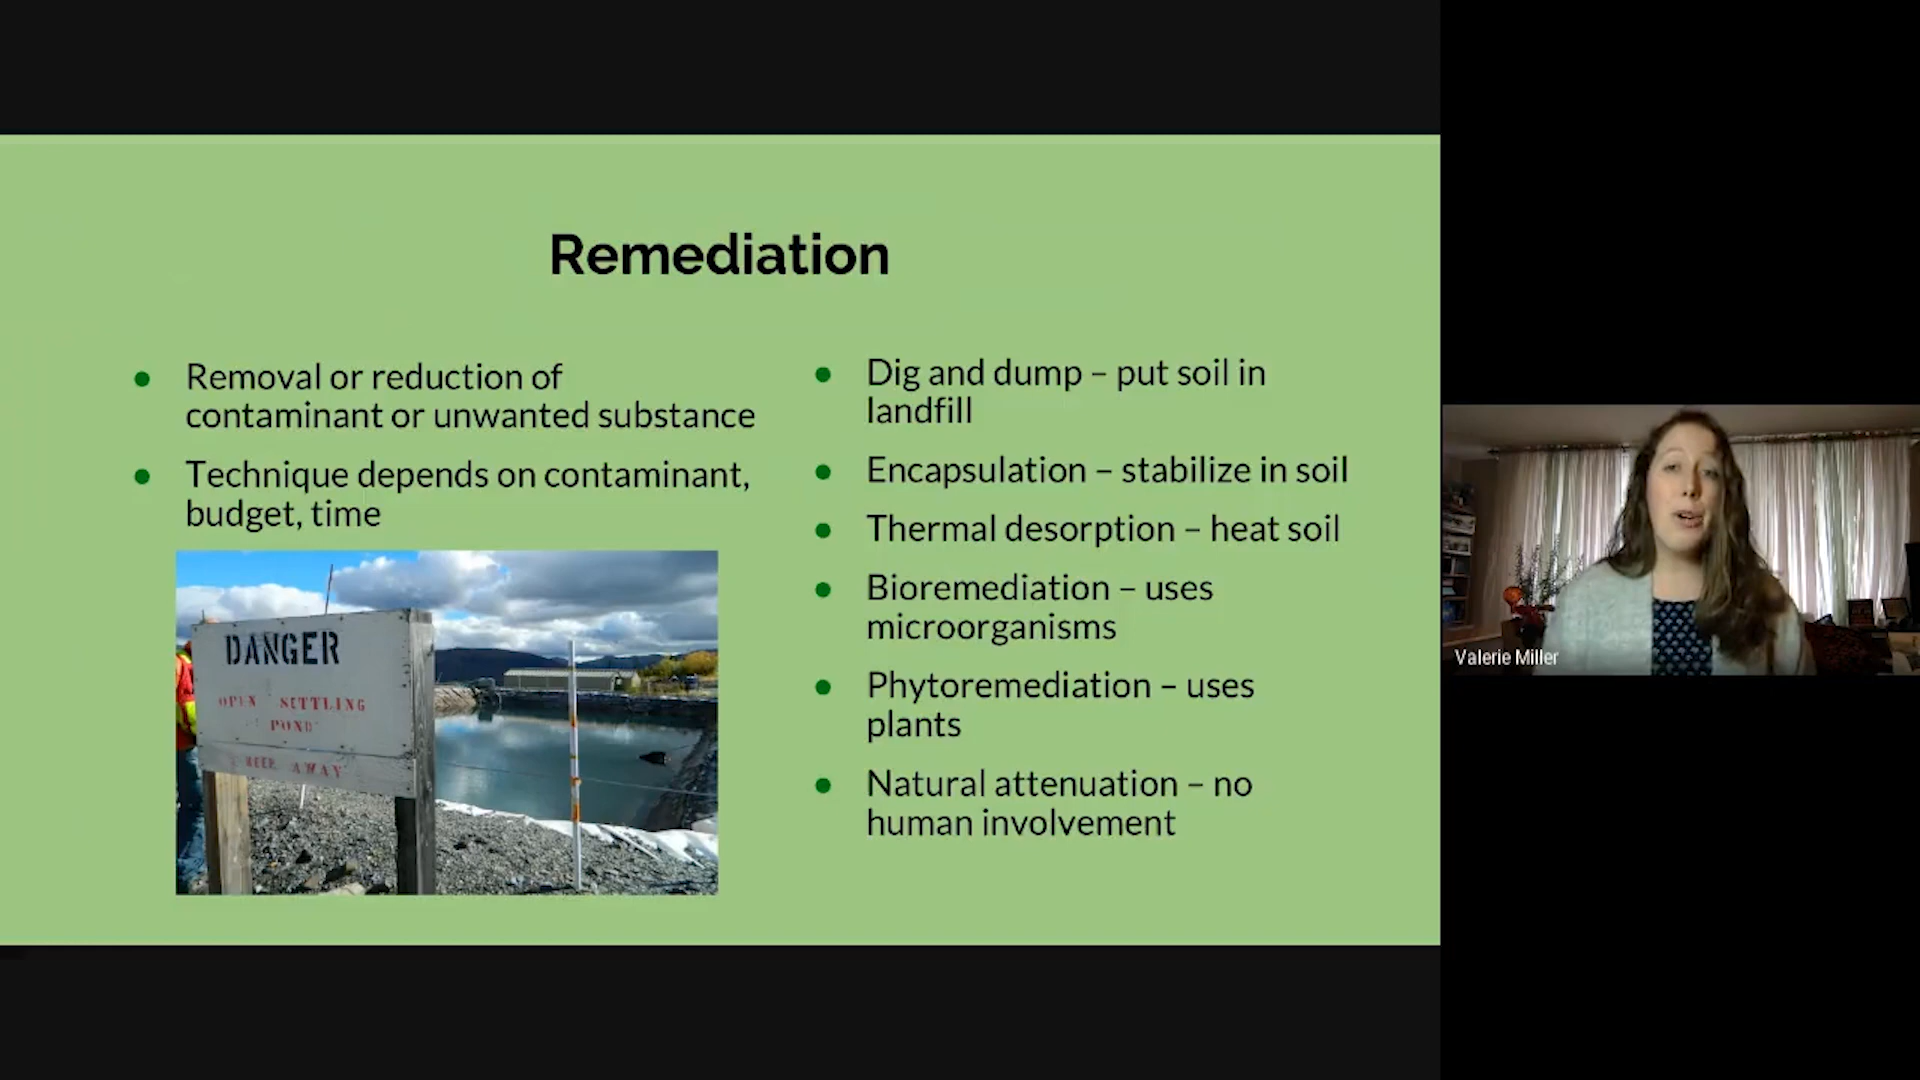 Remediation
Removal or reduction of
contaminant or unwanted substance
Technique depends on contaminant,
budget, time
DANGER
OPEN SETTLING
POND
KEEP AWAY
Dig and dump – put soil in
landfill
Encapsulation – stabilize in soil
Thermal desorption – heat soil
Bioremediation – uses
microorganisms
Phytoremediation – uses
plants
Natural attenuation – no
human involvement
Valerie Miller